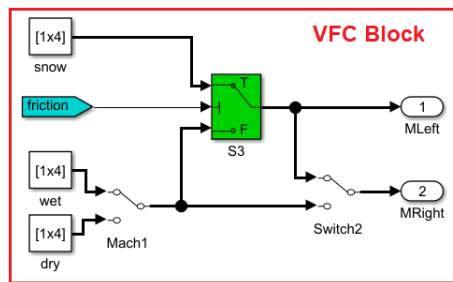 VFC Block
[1x4]
snow
T
friction
1
MLeft
F
S3
[1x4]
wet
2
MRight
Mach1
Switch2
[1x4]
dry